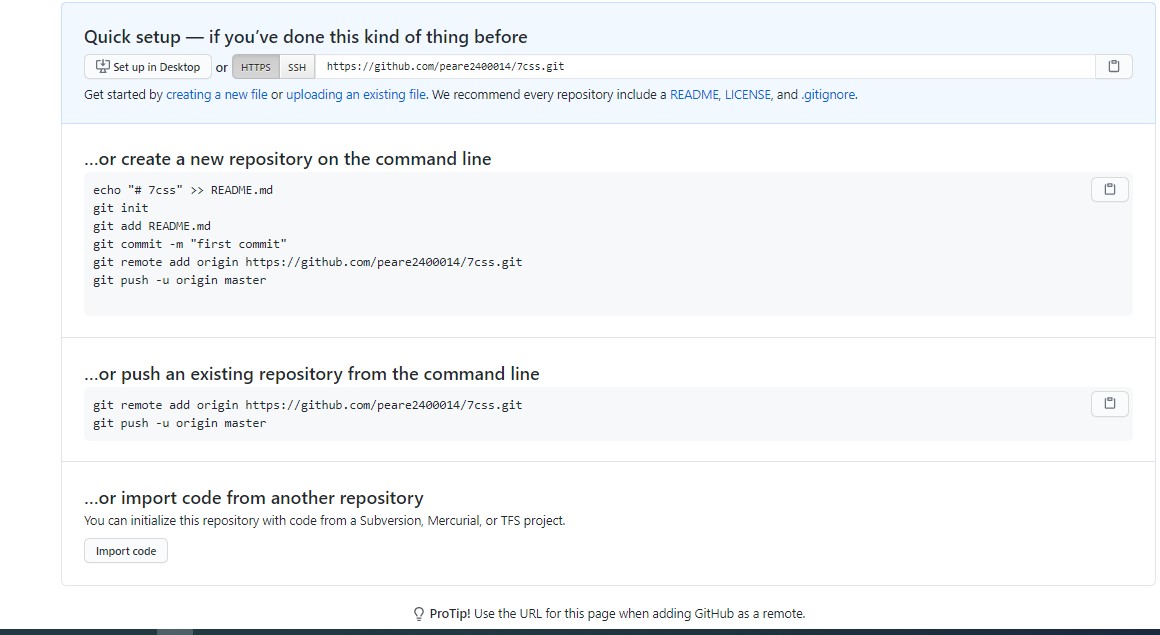 Quick setup — if you've done this kind of thing before
Set up in Desktop or HTTPS SSH https://github.com/peare2400014/7css.git
Get started by creating a new file or uploading an existing file. We recommend every repository include a README, LICENSE, and .gitignore.
...or create a new repository on the command line
echo "# 7css" >> README.md
git init
git add README.md
git commit -m "first commit"
git remote add origin https://github.com/peare2400014/7css.git
git push -u origin master
...or push an existing repository from the command line
git remote add origin https://github.com/peare2400014/7css.git
git push -u origin master
...or import code from another repository
You can initialize this repository with code from a Subversion, Mercurial, or TFS project.
Import code
ProTip! Use the URL for this page when adding GitHub as a remote.